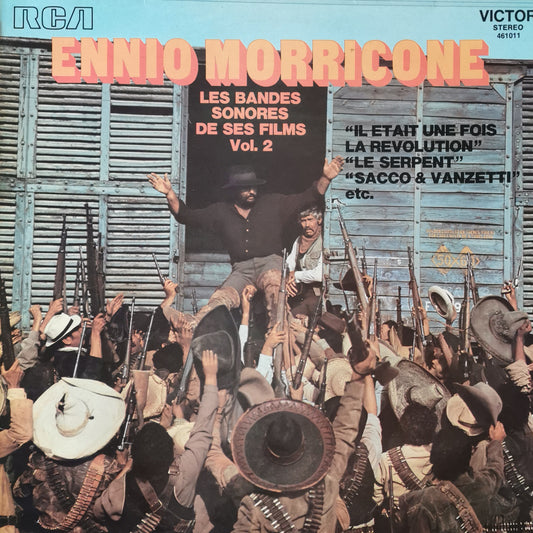 RCA
VICTOR
STEREO
461011
ENNIO MORRICONE
LES BANDES
SONORES
DE SES FILMS
Vol. 2
"IL ETAIT UNE FOIS
LA REVOLUTION"
"LE SERPENT"
"SACCO & VANZETTI"
etc.